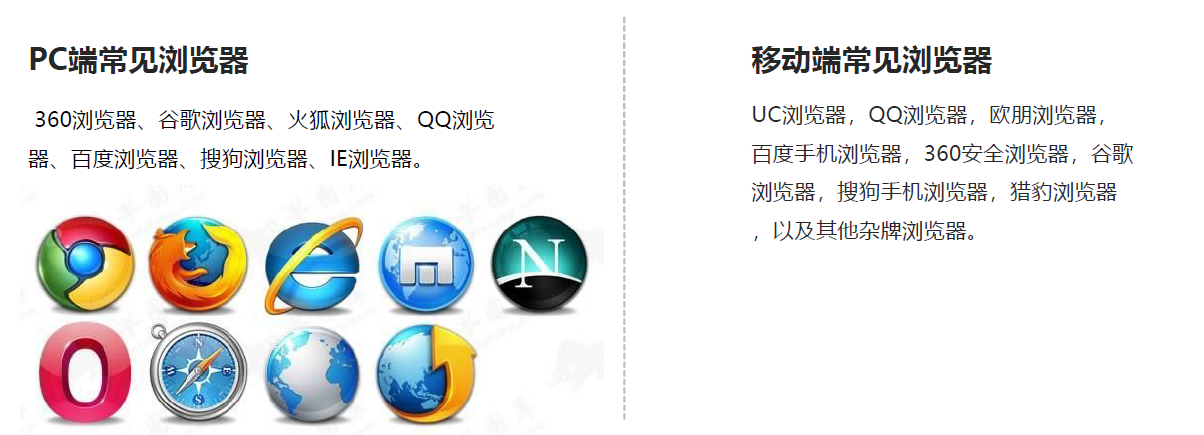 PC端常见浏览器
360浏览器、谷歌浏览器、火狐浏览器、QQ浏览
器、百度浏览器、搜狗浏览器、IE浏览器。
N
移动端常见浏览器
UC浏览器，QQ浏览器，欧朋浏览器，
百度手机浏览器，360安全浏览器，谷歌
浏览器，搜狗手机浏览器，猎豹浏览器
，以及其他杂牌浏览器。